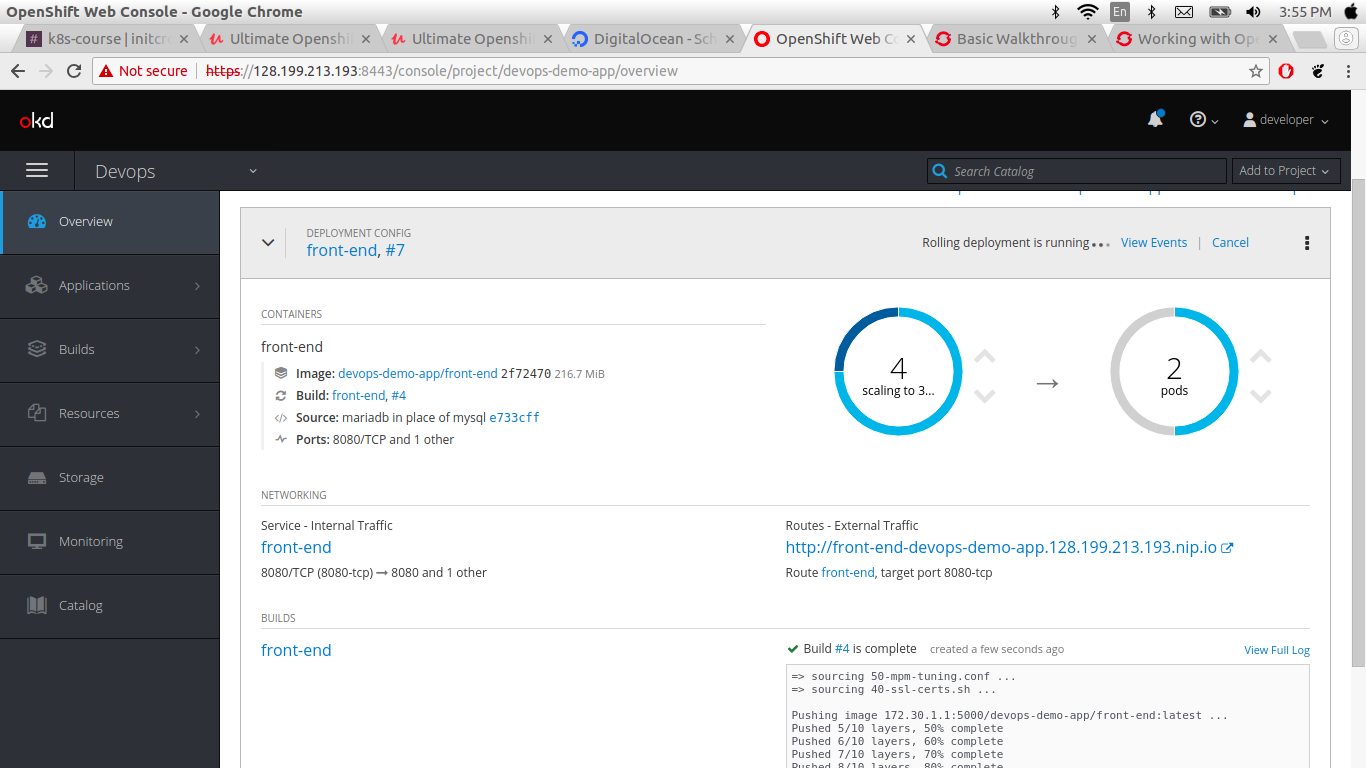 OpenShift Web Console - Google Chrome
En
3:55 PM
# k8s-course | initcr
Ultimate Openshi
Ultimate Openshi
DigitalOcean - Sch
OpenShift Web Co
Basic Walkthroug
Working with Ope
Not secure | https://128.199.213.193:8443/console/project/devops-demo-app/overview
okd
developer
Devops
Search Catalog
Add to Project
Overview
Applications
Builds
Resources
Storage
Monitoring
Catalog
DEPLOYMENT CONFIG
front-end, #7
Rolling deployment is running
View Events | Cancel
CONTAINERS
front-end
Image: devops-demo-app/front-end 2f72470 216.7 MiB
Build: front-end, #4
</> Source: mariadb in place of mysql e733cff
Ports: 8080/TCP and 1 other
4
scaling to 3...
→
2
pods
NETWORKING
Service - Internal Traffic
front-end
8080/TCP (8080-tcp) → 8080 and 1 other
Routes - External Traffic
http://front-end-devops-demo-app.128.199.213.193.nip.io
Route front-end, target port 8080-tcp
BUILDS
front-end
Build #4 is complete created a few seconds ago
View Full Log
=> sourcing 50-mpm-tuning.conf ...
=> sourcing 40-ssl-certs.sh ...
Pushing image 172.30.1.1:5000/devops-demo-app/front-end:latest ...
Pushed 5/10 layers, 50% complete
Pushed 6/10 layers, 60% complete
Pushed 7/10 layers, 70% complete
Pushed 8/10 layers, 80% complete